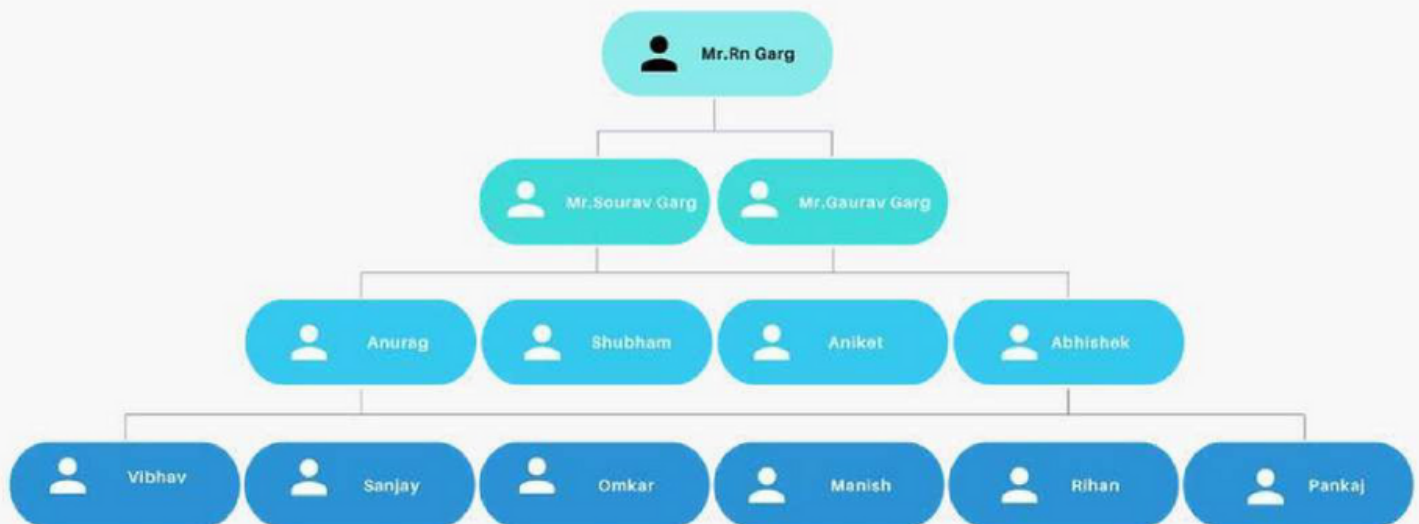 Mr.Rn Garg
Mr.Sourav Garg
Mr.Gaurav Garg
Anurag
Shubham
Aniket
Abhishek
Vibhav
Sanjay
Omkar
Manish
Rihan
Pankaj